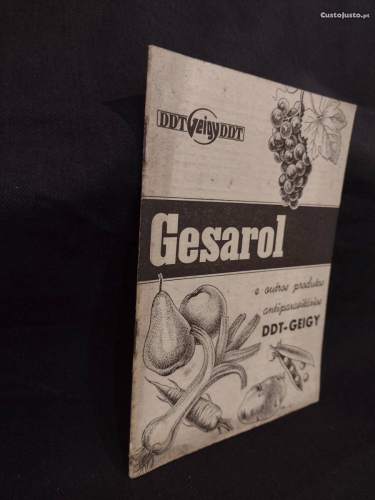 CustoJusto.pt
DDT Geigy DDT
Gesarol
e outros produtos
antiparasitários
DDT-GEIGY